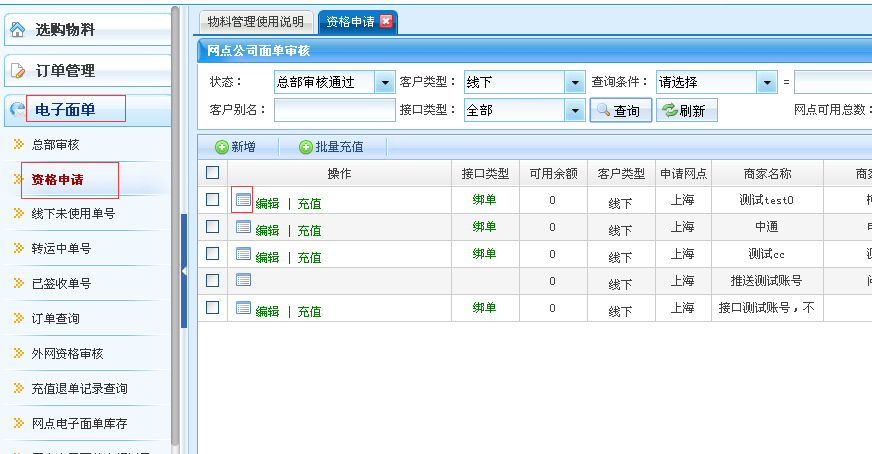 选购物料
订单管理
电子面单
总部审核
资格申请
线下未使用单号
转运中单号
已签收单号
订单查询
外网资格审核
充值退单记录查询
网点电子面单库存
物料管理使用说明 资格申请
网点公司面单审核
状态： 总部审核通过 客户类型： 线下 查询条件： 请选择 =
客户别名： 接口类型： 全部 查询 刷新 网点可用总数：
新增 批量充值
操作 接口类型 可用余额 客户类型 申请网点 商家名称 商
编辑 | 充值 绑单 0 线下 上海 测试test0
编辑 | 充值 绑单 0 线下 上海 中通
编辑 | 充值 绑单 0 线下 上海 测试cc
0 线下 上海 推送测试账号
编辑 | 充值 绑单 0 线下 上海 接口测试账号，不